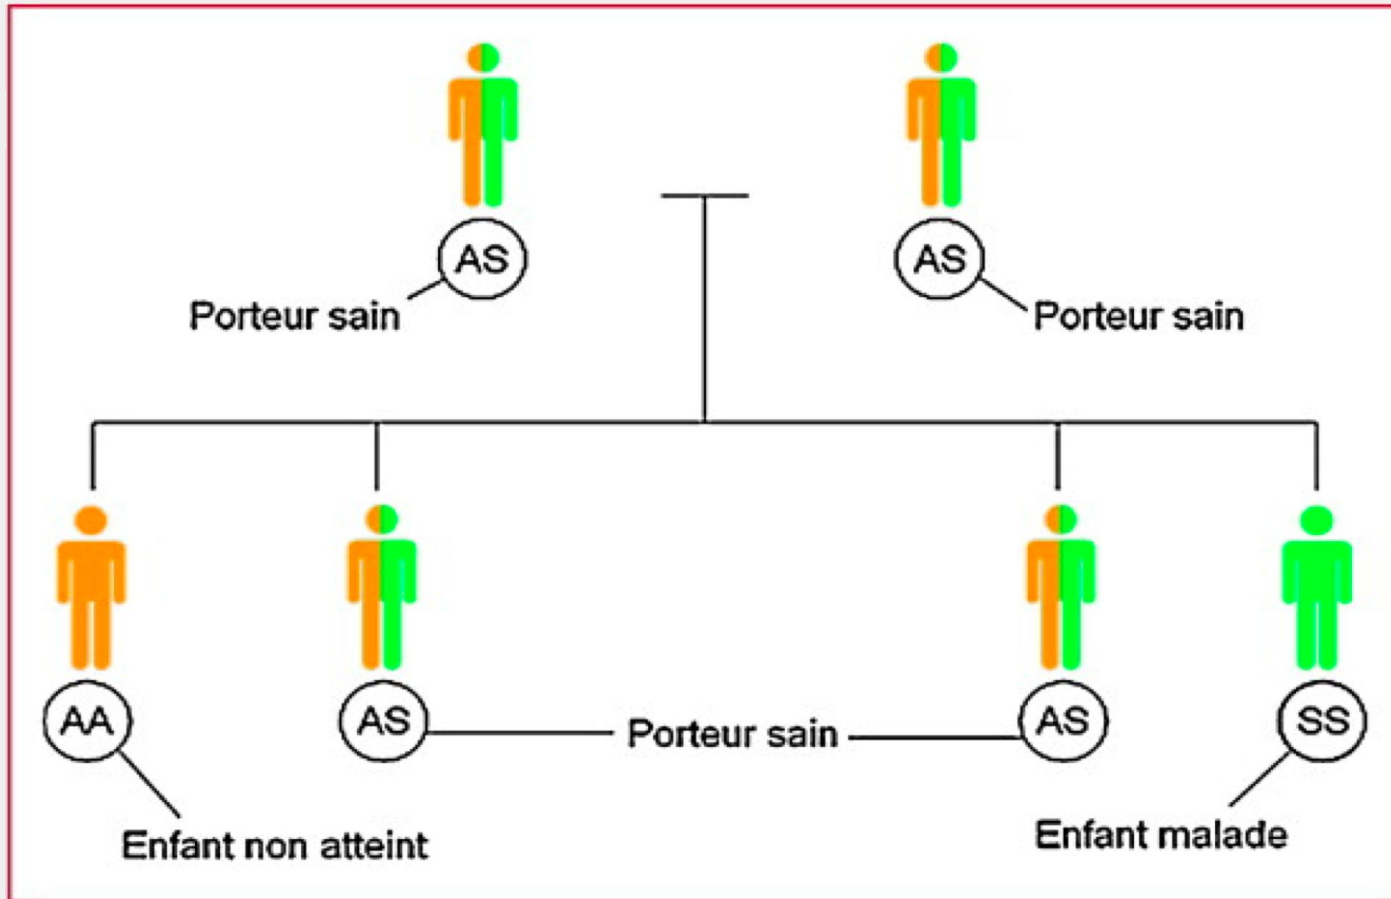 AS
AS
Porteur sain
Porteur sain
AA
AS
Porteur sain
AS
SS
Enfant non atteint
Enfant malade